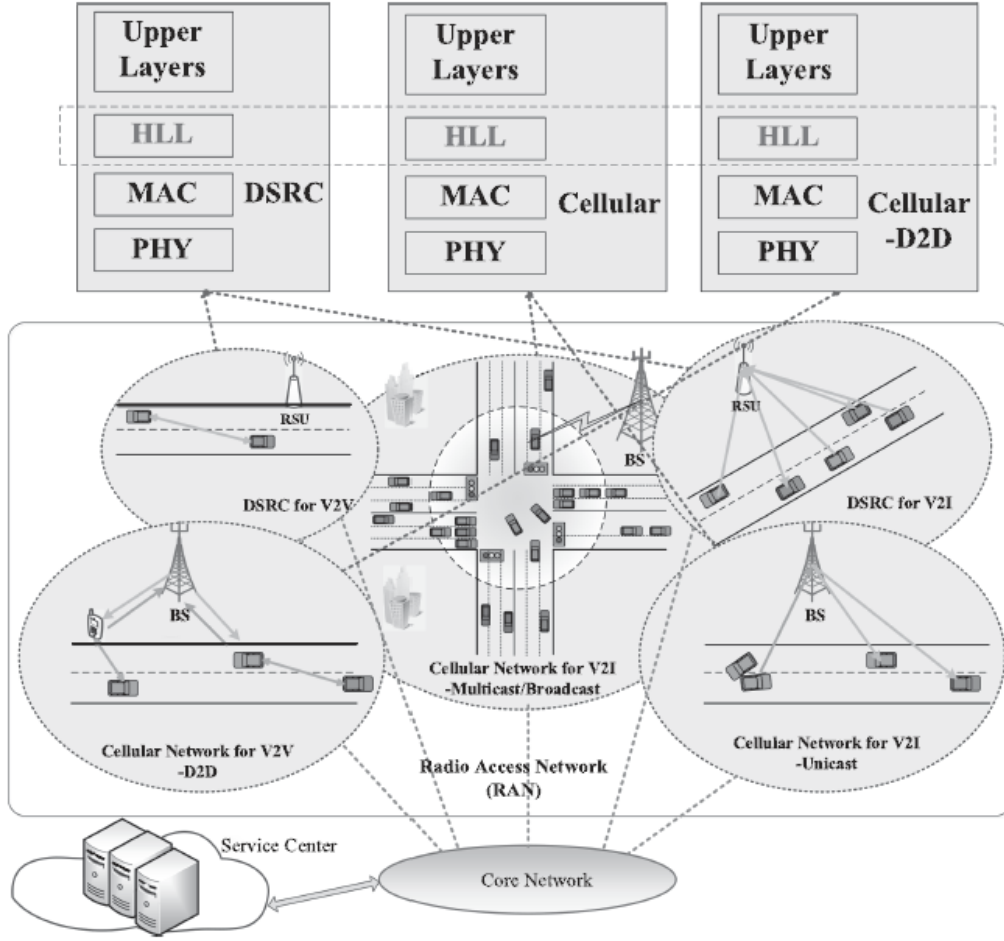 Upper
Layers
HLL
MAC
PHY
DSRC
Upper
Layers
HLL
MAC
PHY
Cellular
Upper
Layers
HLL
MAC
PHY
Cellular
-D2D
RSU
DSRC for V2V
BS
RSU
DSRC for V2I
BS
Cellular Network for V2V
-D2D
Cellular Network for V2I
-Multicast/Broadcast
BS
Cellular Network for V2I
-Unicast
Radio Access Network
(RAN)
Service Center
Core Network